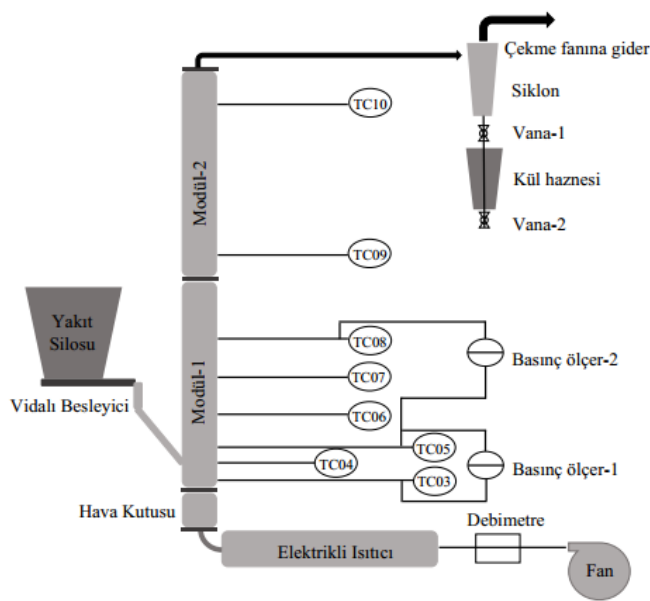 Çekme fanına gider
Siklon
TC10
Vana-1
Kül haznesi
Modül-2
Vana-2
TC09
Yakıt
Silosu
TC08
Basınç ölçer-2
TC07
Modül-1
Vidalı Besleyici
TC06
TC05
TC04
Basınç ölçer-1
TC03
Hava Kutusu
Debimetre
Elektrikli Isıtıcı
Fan